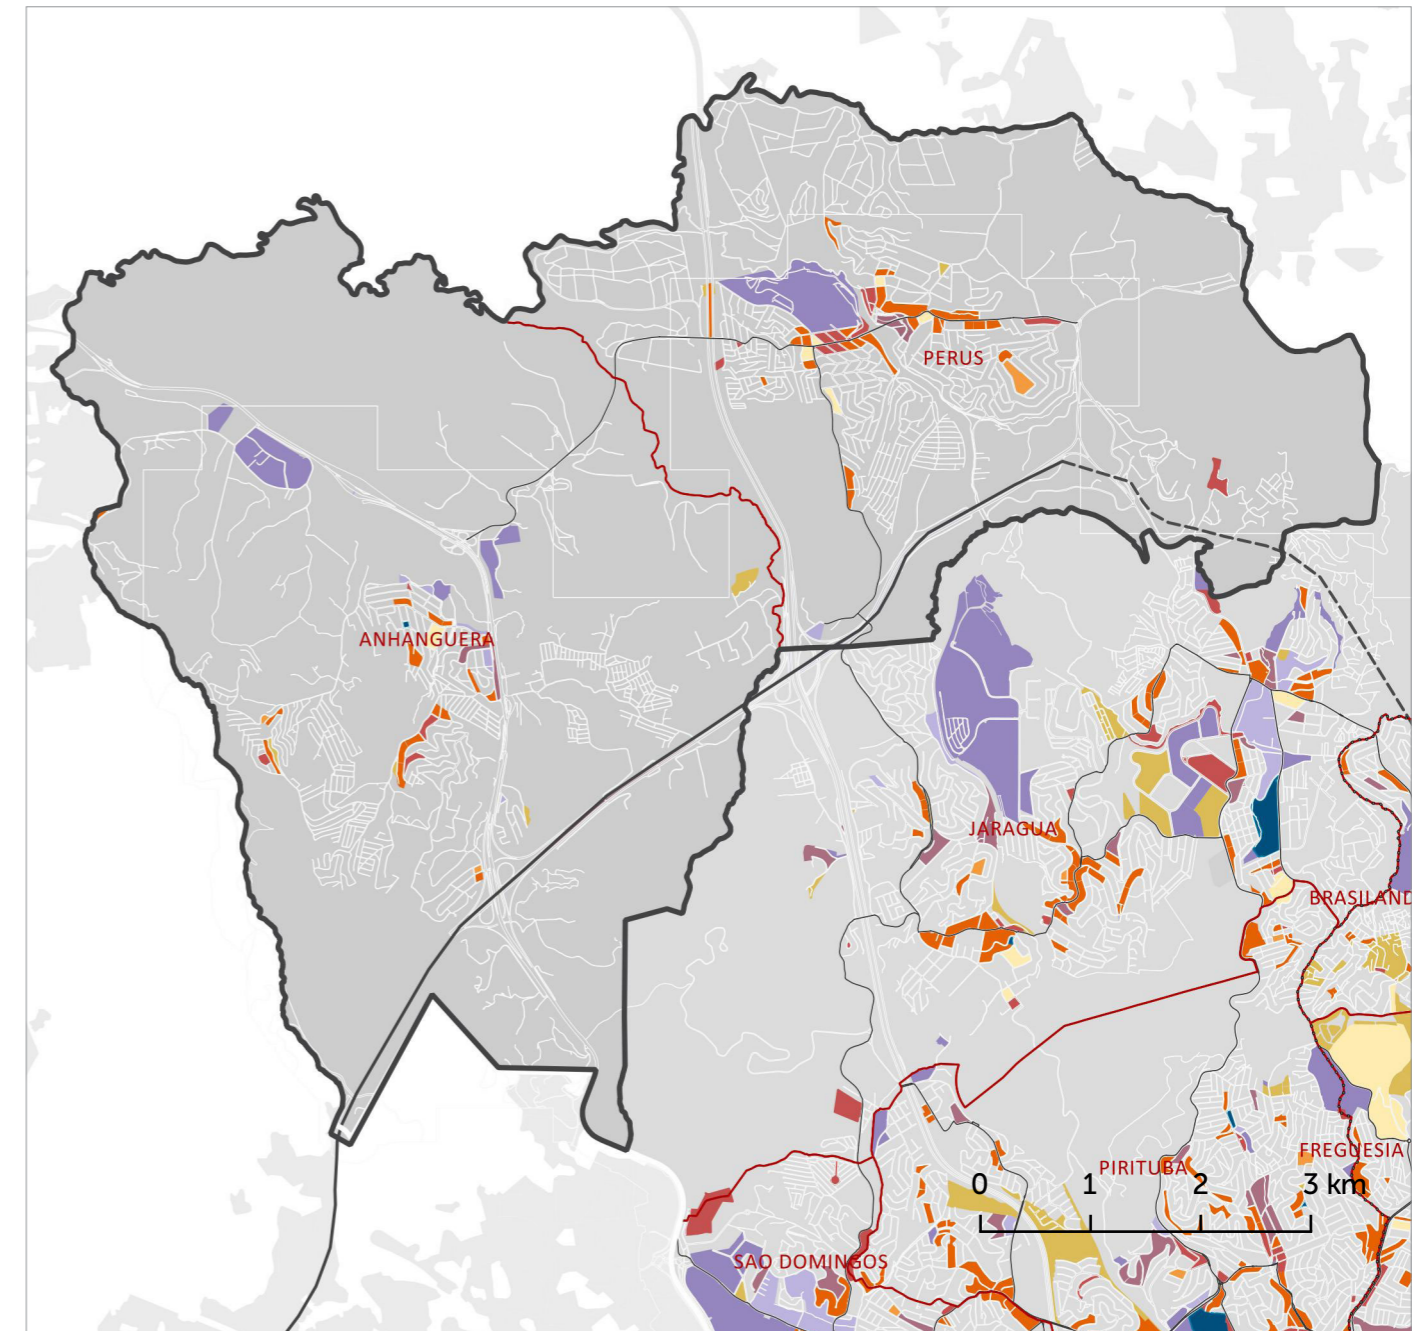 PERUS
ANHANGUERA
JARAGUA
BRASILAND
FREGUESIA
PIRITUBA
0 1 2 3 km
SAO DOMINGOS